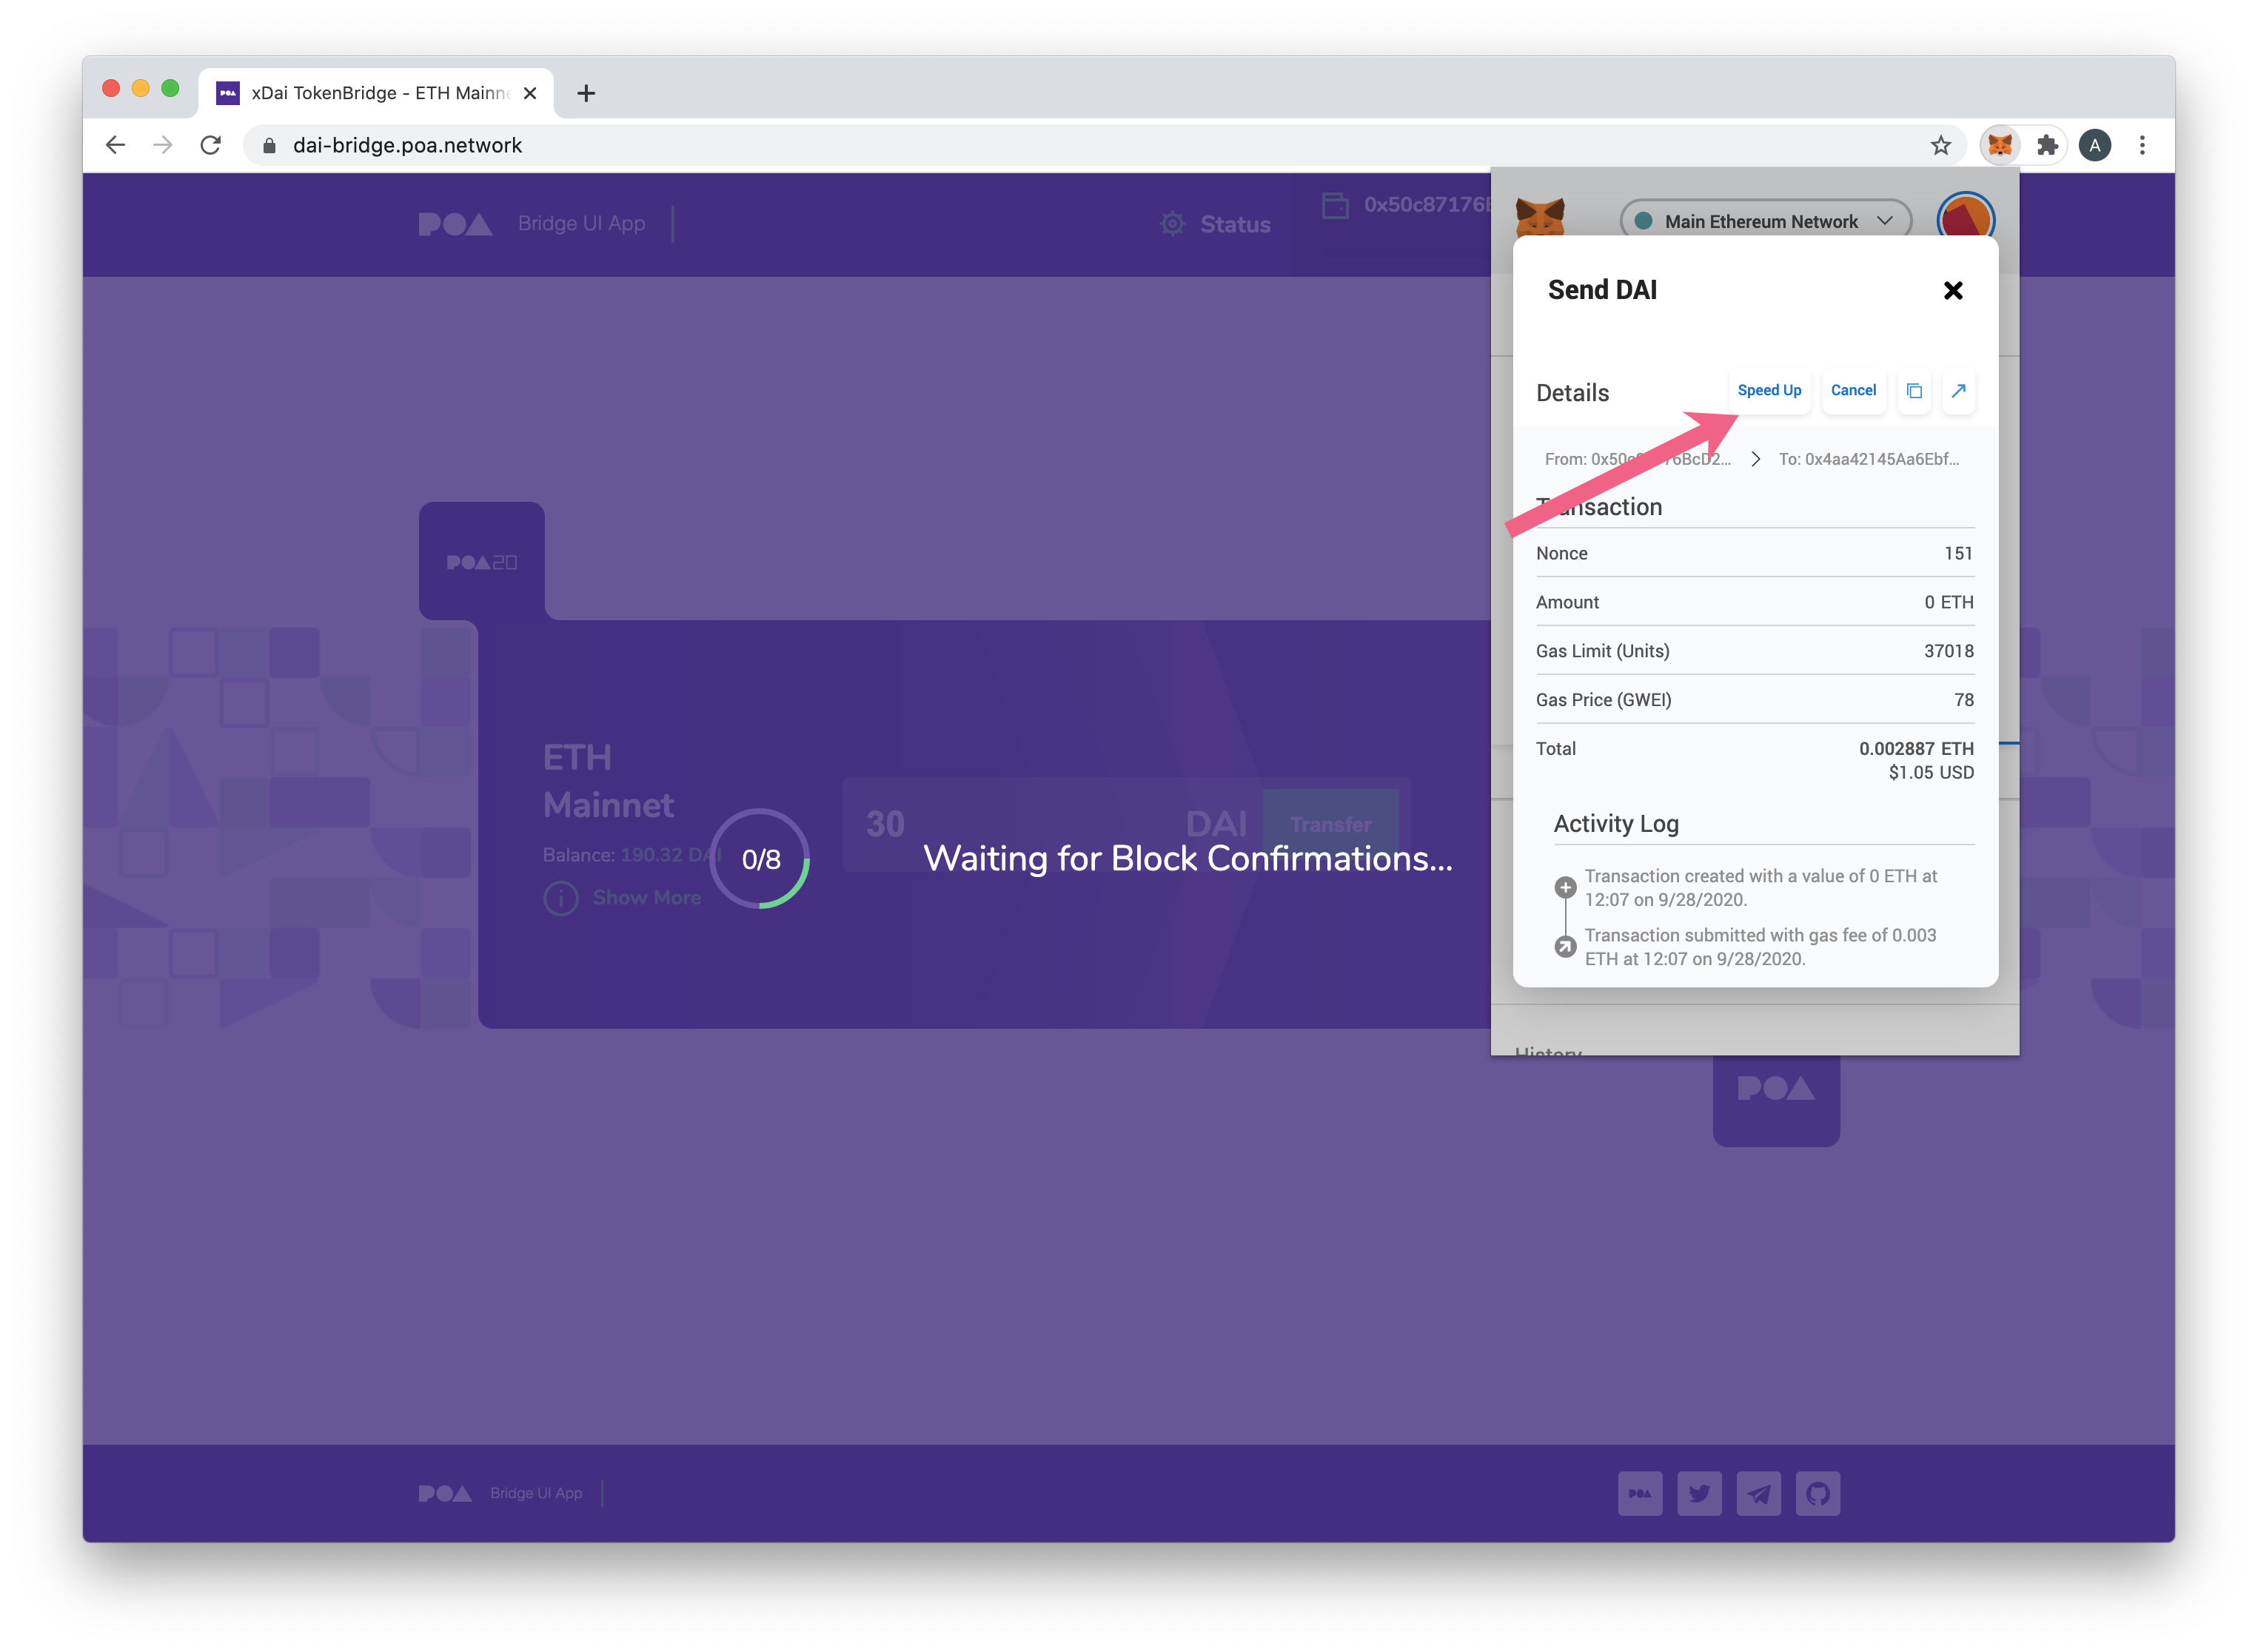 xDai TokenBridge - ETH Mainn
dai-bridge.poa.network
A
POA Bridge UI App
Status
0x50c87176
Main Ethereum Network
Send DAI
Details
Speed Up
Cancel
From: 0x50c 76BcD2...
To: 0x4aa42145Aa6Ebf...
Transaction
Nonce 151
Amount 0 ETH
Gas Limit (Units) 37018
Gas Price (GWEI) 78
Total 0.002887 ETH
$1.05 USD
Activity Log
Transaction created with a value of 0 ETH at
12:07 on 9/28/2020.
Transaction submitted with gas fee of 0.003
ETH at 12:07 on 9/28/2020.
History
POA20
ETH
Mainnet
Balance: 190.32 DAI
Show More
30 DAI
Transfer
0/8
Waiting for Block Confirmations...
POA
POA Bridge UI App
POA